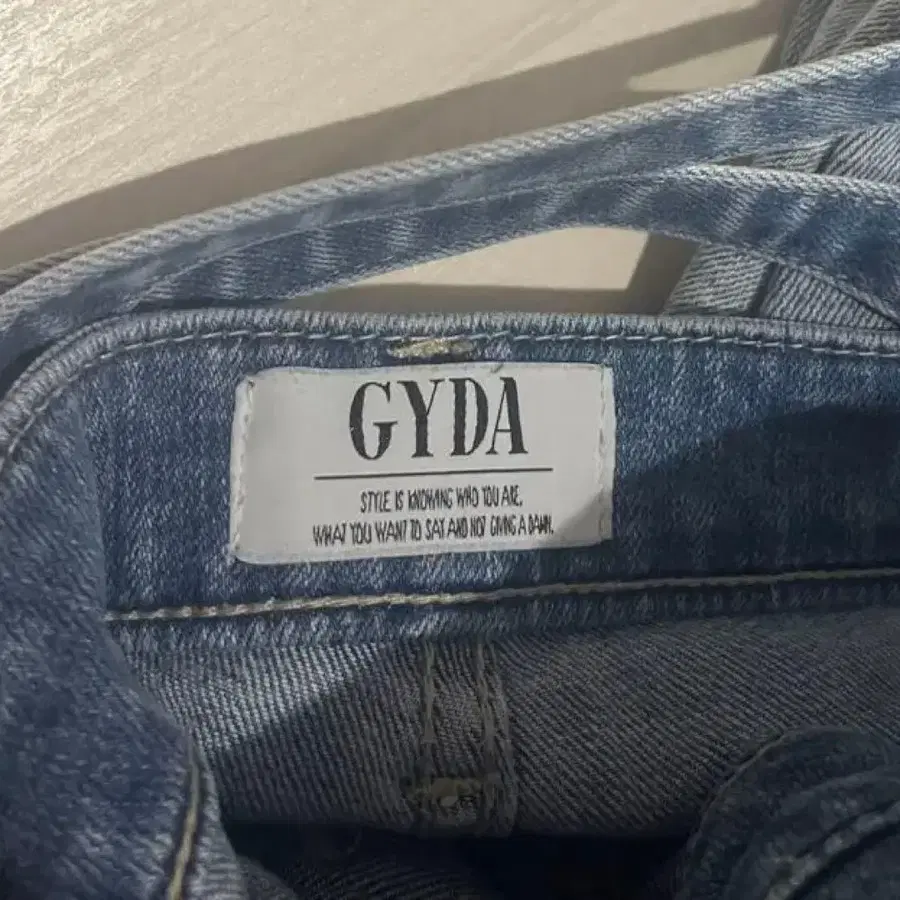 GYDA
STYLE IS KNOWING WHO YOU ARE,
WHAT YOU WANT TO SAY AND NOT GIVING A DAMN.